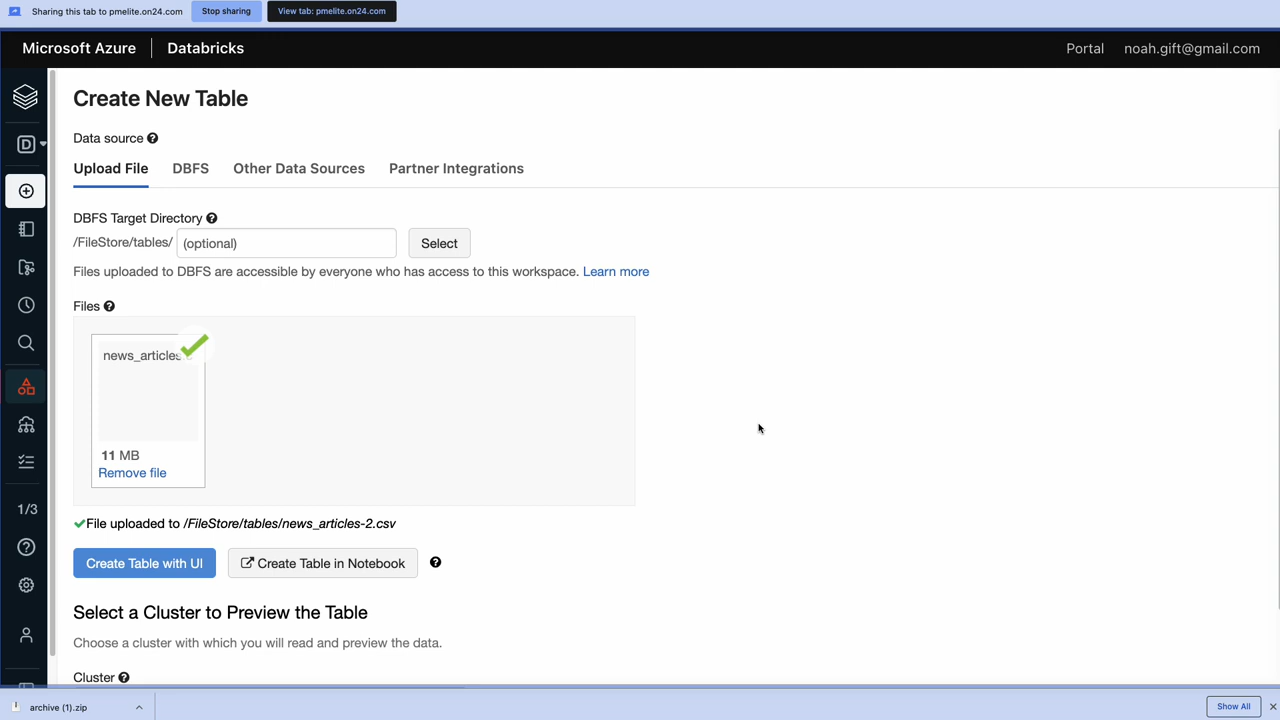 Sharing this tab to pmelite.on24.com
Stop sharing
View tab: pmelite.on24.com
Microsoft Azure
Databricks
Portal
noah.gift@gmail.com
Create New Table
Data source
Upload File
DBFS
Other Data Sources
Partner Integrations
DBFS Target Directory
/FileStore/tables/
(optional)
Select
Files uploaded to DBFS are accessible by everyone who has access to this workspace. Learn more
Files
news_articles
11 MB
Remove file
File uploaded to /FileStore/tables/news_articles-2.csv
Create Table with UI
Create Table in Notebook
Select a Cluster to Preview the Table
Choose a cluster with which you will read and preview the data.
Cluster
1/3
archive (1).zip
Show All